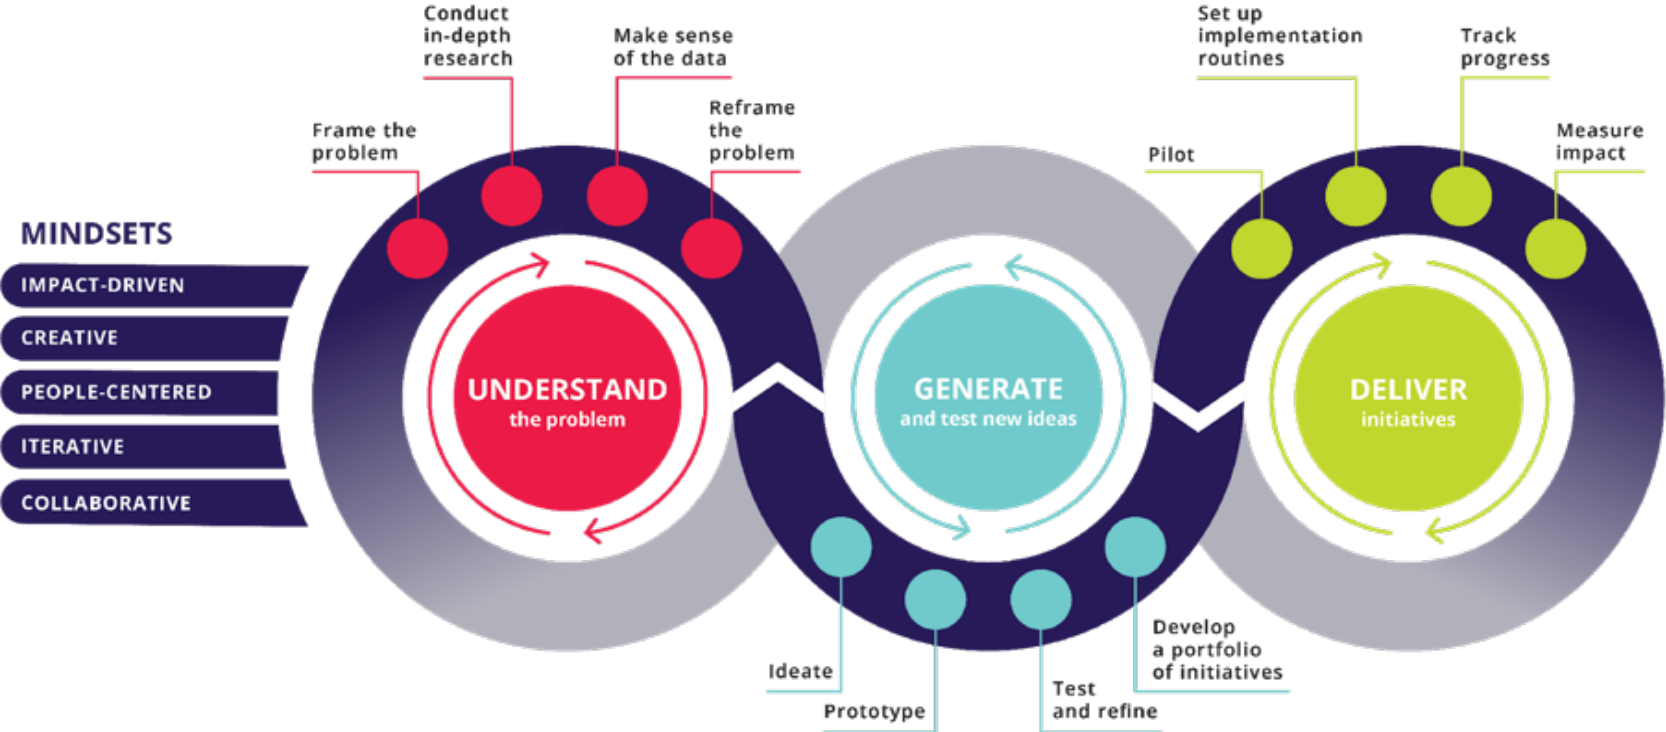 MINDSETS
IMPACT-DRIVEN
CREATIVE
PEOPLE-CENTERED
ITERATIVE
COLLABORATIVE
Frame the
problem
Conduct
in-depth
research
Make sense
of the data
Reframe
the
problem
UNDERSTAND
the problem
GENERATE
and test new ideas
Ideate
Prototype
Test
and refine
Develop
a portfolio
of initiatives
Pilot
Set up
implementation
routines
Track
progress
Measure
impact
DELIVER
initiatives